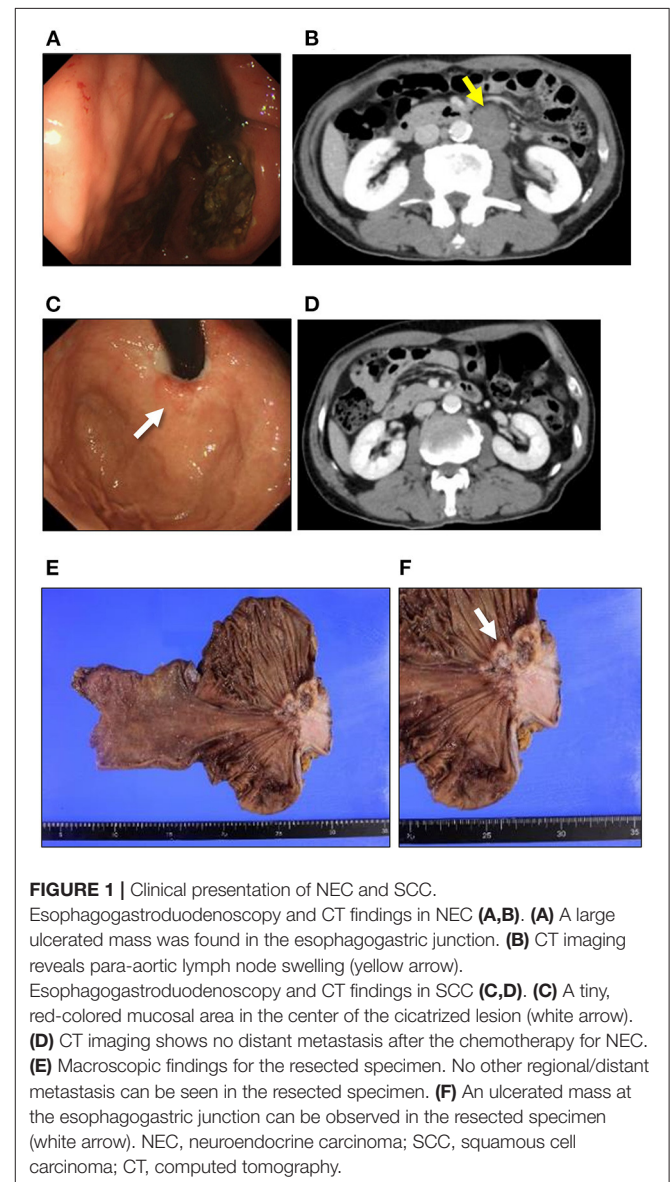 A
B
C
D
E
F
FIGURE 1 | Clinical presentation of NEC and SCC.
Esophagogastroduodenoscopy and CT findings in NEC (A,B). (A) A large
ulcerated mass was found in the esophagogastric junction. (B) CT imaging
reveals para-aortic lymph node swelling (yellow arrow).
Esophagogastroduodenoscopy and CT findings in SCC (C,D). (C) A tiny,
red-colored mucosal area in the center of the cicatrized lesion (white arrow).
(D) CT imaging shows no distant metastasis after the chemotherapy for NEC.
(E) Macroscopic findings for the resected specimen. No other regional/distant
metastasis can be seen in the resected specimen. (F) An ulcerated mass at
the esophagogastric junction can be observed in the resected specimen
(white arrow). NEC, neuroendocrine carcinoma; SCC, squamous cell
carcinoma; CT, computed tomography.